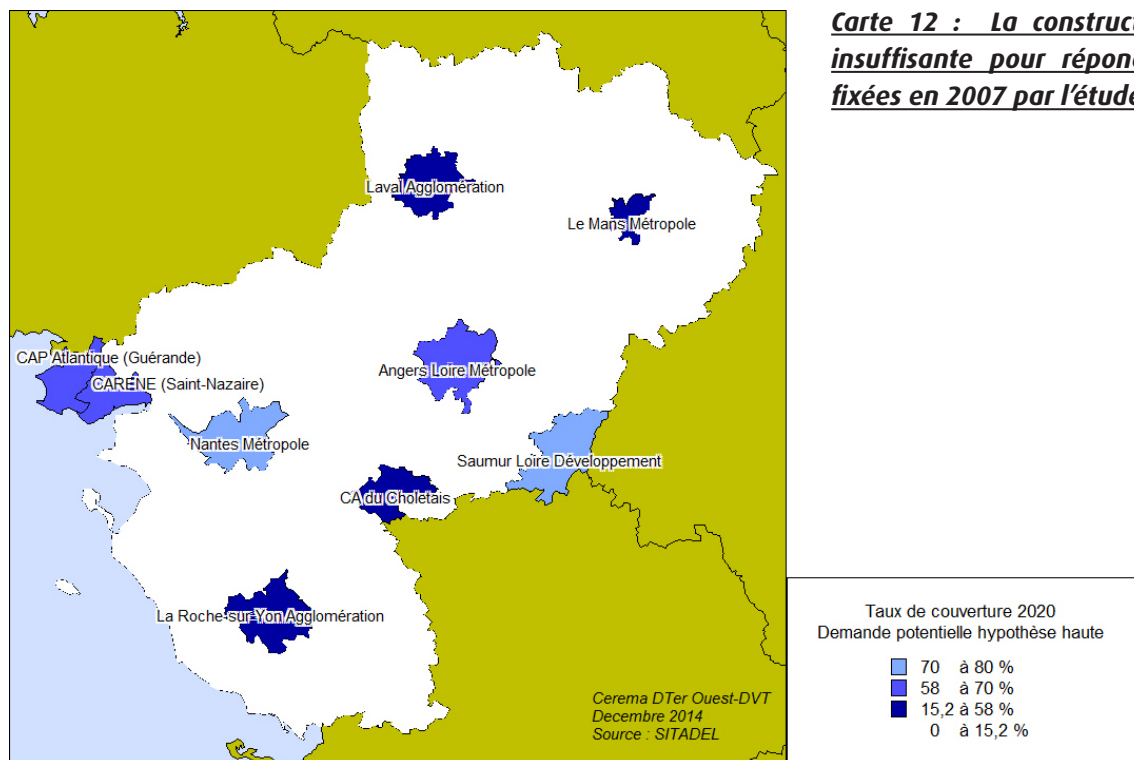 Carte 12 : La construct
insuffisante pour répond
fixées en 2007 par l'étude
Laval Agglomération
Le Mans Métropole
CAP Atlantique (Guérande)
Angers Loire Métropole
CARENE (Saint-Nazaire)
Nantes Métropole
Saumur Loire Développement
CA du Choletais
La Roche-sur-Yon Agglomération
Cerema DTer Ouest-DVT
Decembre 2014
Source : SITADEL
Taux de couverture 2020
Demande potentielle hypothèse haute
70 à 80 %
58 à 70 %
15,2 à 58 %
0 à 15,2 %